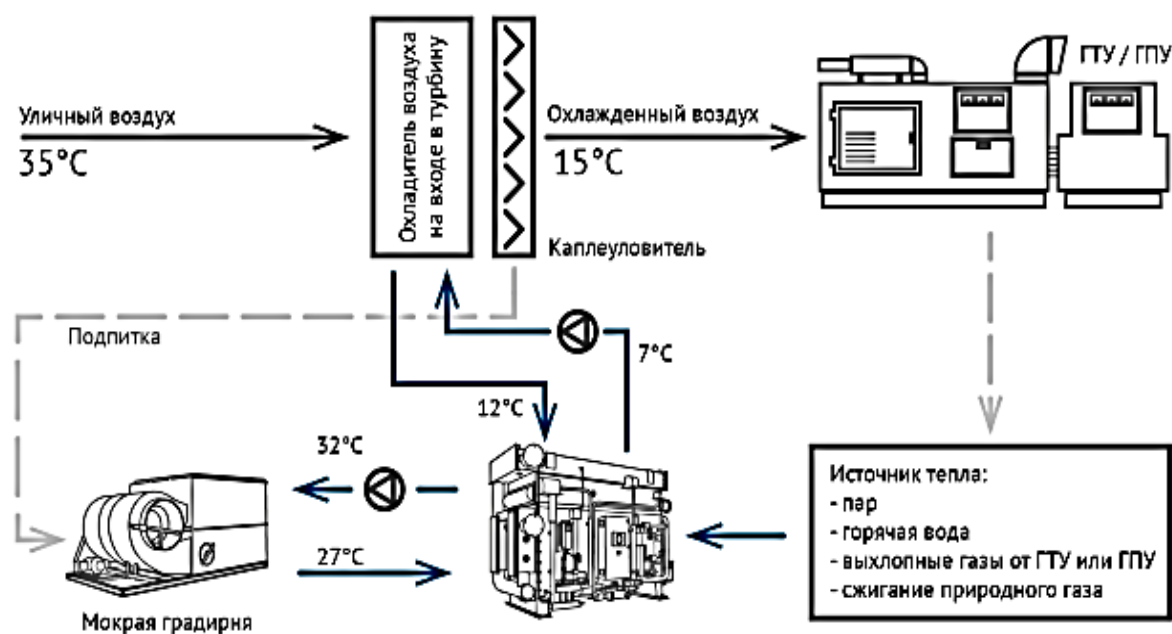 Уличный воздух
35°C
Охладитель воздуха
на входе в турбину
Охлажденный воздух
15°C
ГТУ / ГПУ
Каплеуловитель
Подпитка
7°C
12°C
32°C
27°C
Мокрая градирня
Источник тепла:
- пар
- горячая вода
- выхлопные газы от ГТУ или ГПУ
- сжигание природного газа